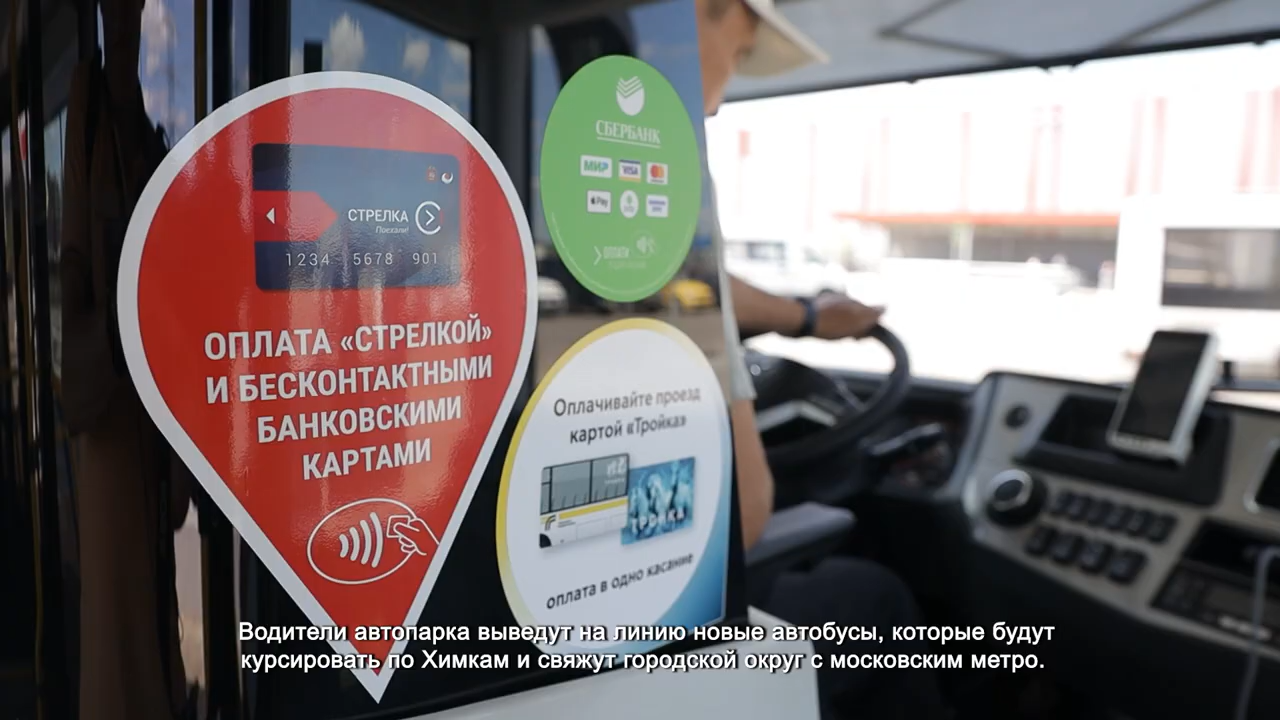 СТРЕЛКА
Поехали!
1234 5678 901
ОПЛАТА «СТРЕЛКОЙ»
И БЕСКОНТАКТНЫМИ
БАНКОВСКИМИ
КАРТАМИ
СБЕРБАНК
МИР VISA
Pay
ОПЛАТИ
Оплачивайте проезд
картой «Тройка»
ТРОЙКА
оплата в одно касание
Водители автопарка выведут на линию новые автобусы, которые будут
курсировать по Химкам и свяжут городской округ с московским метро.